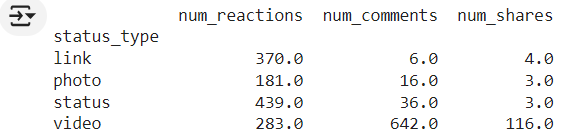 num_reactions num_comments num_shares
status_type
link 370.0 6.0 4.0
photo 181.0 16.0 3.0
status 439.0 36.0 3.0
video 283.0 642.0 116.0